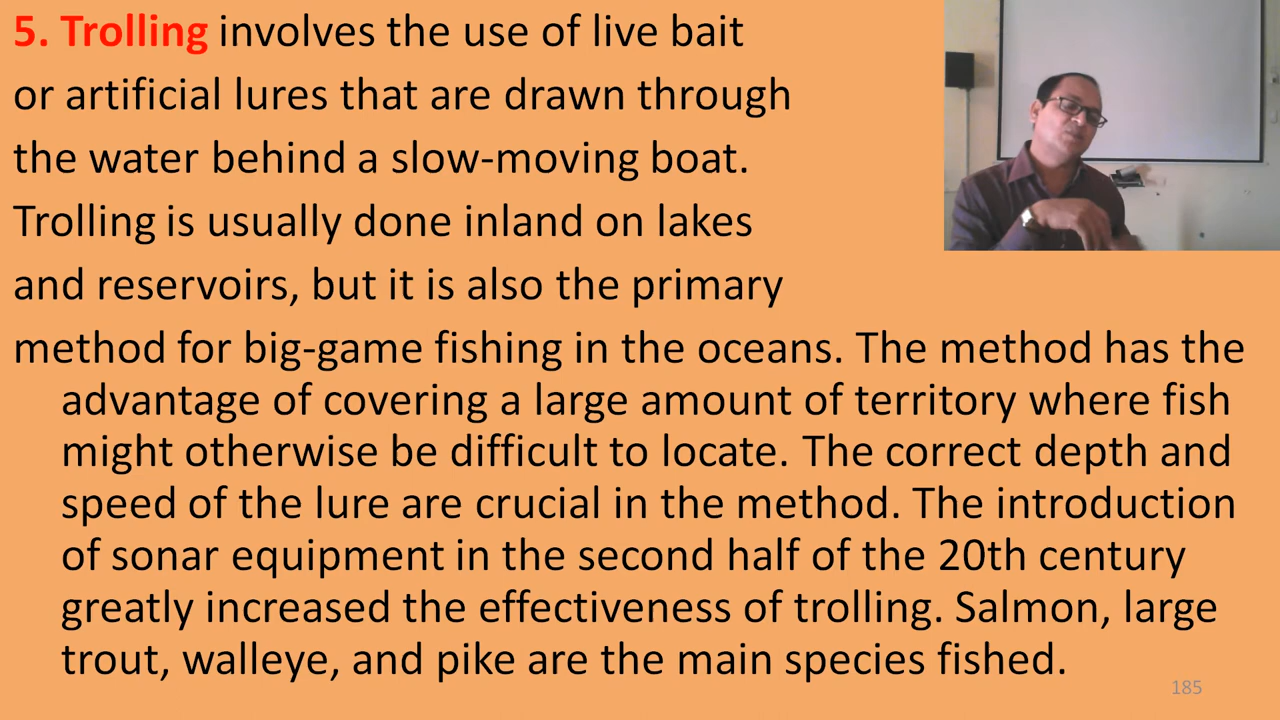 5. Trolling involves the use of live bait
or artificial lures that are drawn through
the water behind a slow-moving boat.
Trolling is usually done inland on lakes
and reservoirs, but it is also the primary
method for big-game fishing in the oceans. The method has the
advantage of covering a large amount of territory where fish
might otherwise be difficult to locate. The correct depth and
speed of the lure are crucial in the method. The introduction
of sonar equipment in the second half of the 20th century
greatly increased the effectiveness of trolling. Salmon, large
trout, walleye, and pike are the main species fished.
185